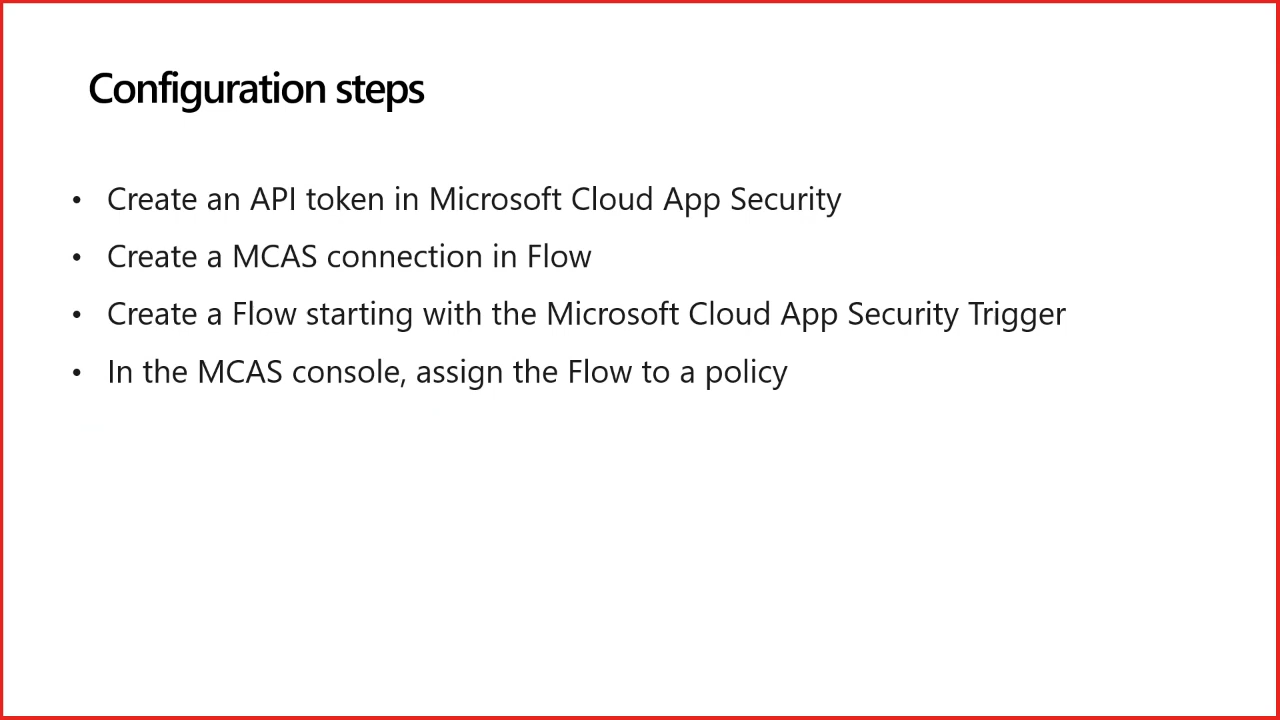 Configuration steps
• Create an API token in Microsoft Cloud App Security
• Create a MCAS connection in Flow
• Create a Flow starting with the Microsoft Cloud App Security Trigger
• In the MCAS console, assign the Flow to a policy